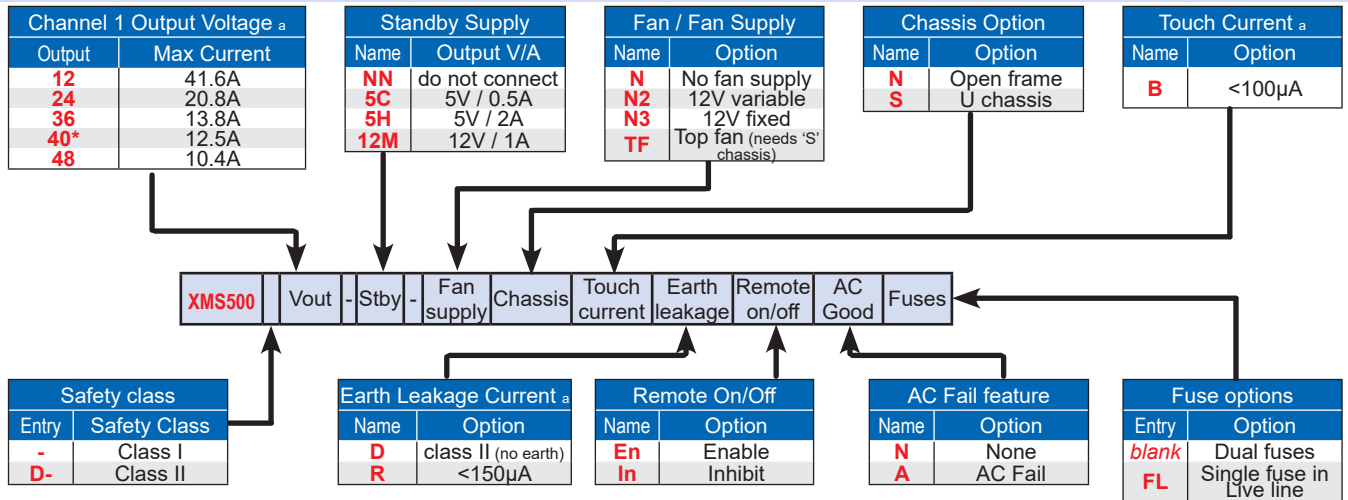 Channel 1 Output Voltage a
Output Max Current
12 41.6A
24 20.8A
36 13.8A
40* 12.5A
48 10.4A
Standby Supply
Name Output V/A
NN do not connect
5C 5V / 0.5A
5H 5V / 2A
12M 12V / 1A
Fan / Fan Supply
Name Option
N No fan supply
N2 12V variable
N3 12V fixed
TF Top fan (needs 'S'
chassis)
Chassis Option
Name Option
N Open frame
S U chassis
Touch Current a
Name Option
B <100µA
XMS500 Vout - Stby - Fan
supply Chassis Touch
current Earth
leakage Remote
on/off AC
Good Fuses
Safety class
Entry Safety Class
- Class I
D- Class II
Earth Leakage Current a
Name Option
D class II (no earth)
R <150µA
Remote On/Off
Name Option
En Enable
In Inhibit
AC Fail feature
Name Option
N None
A AC Fail
Fuse options
Entry Option
blank Dual fuses
FL Single fuse in
Live line